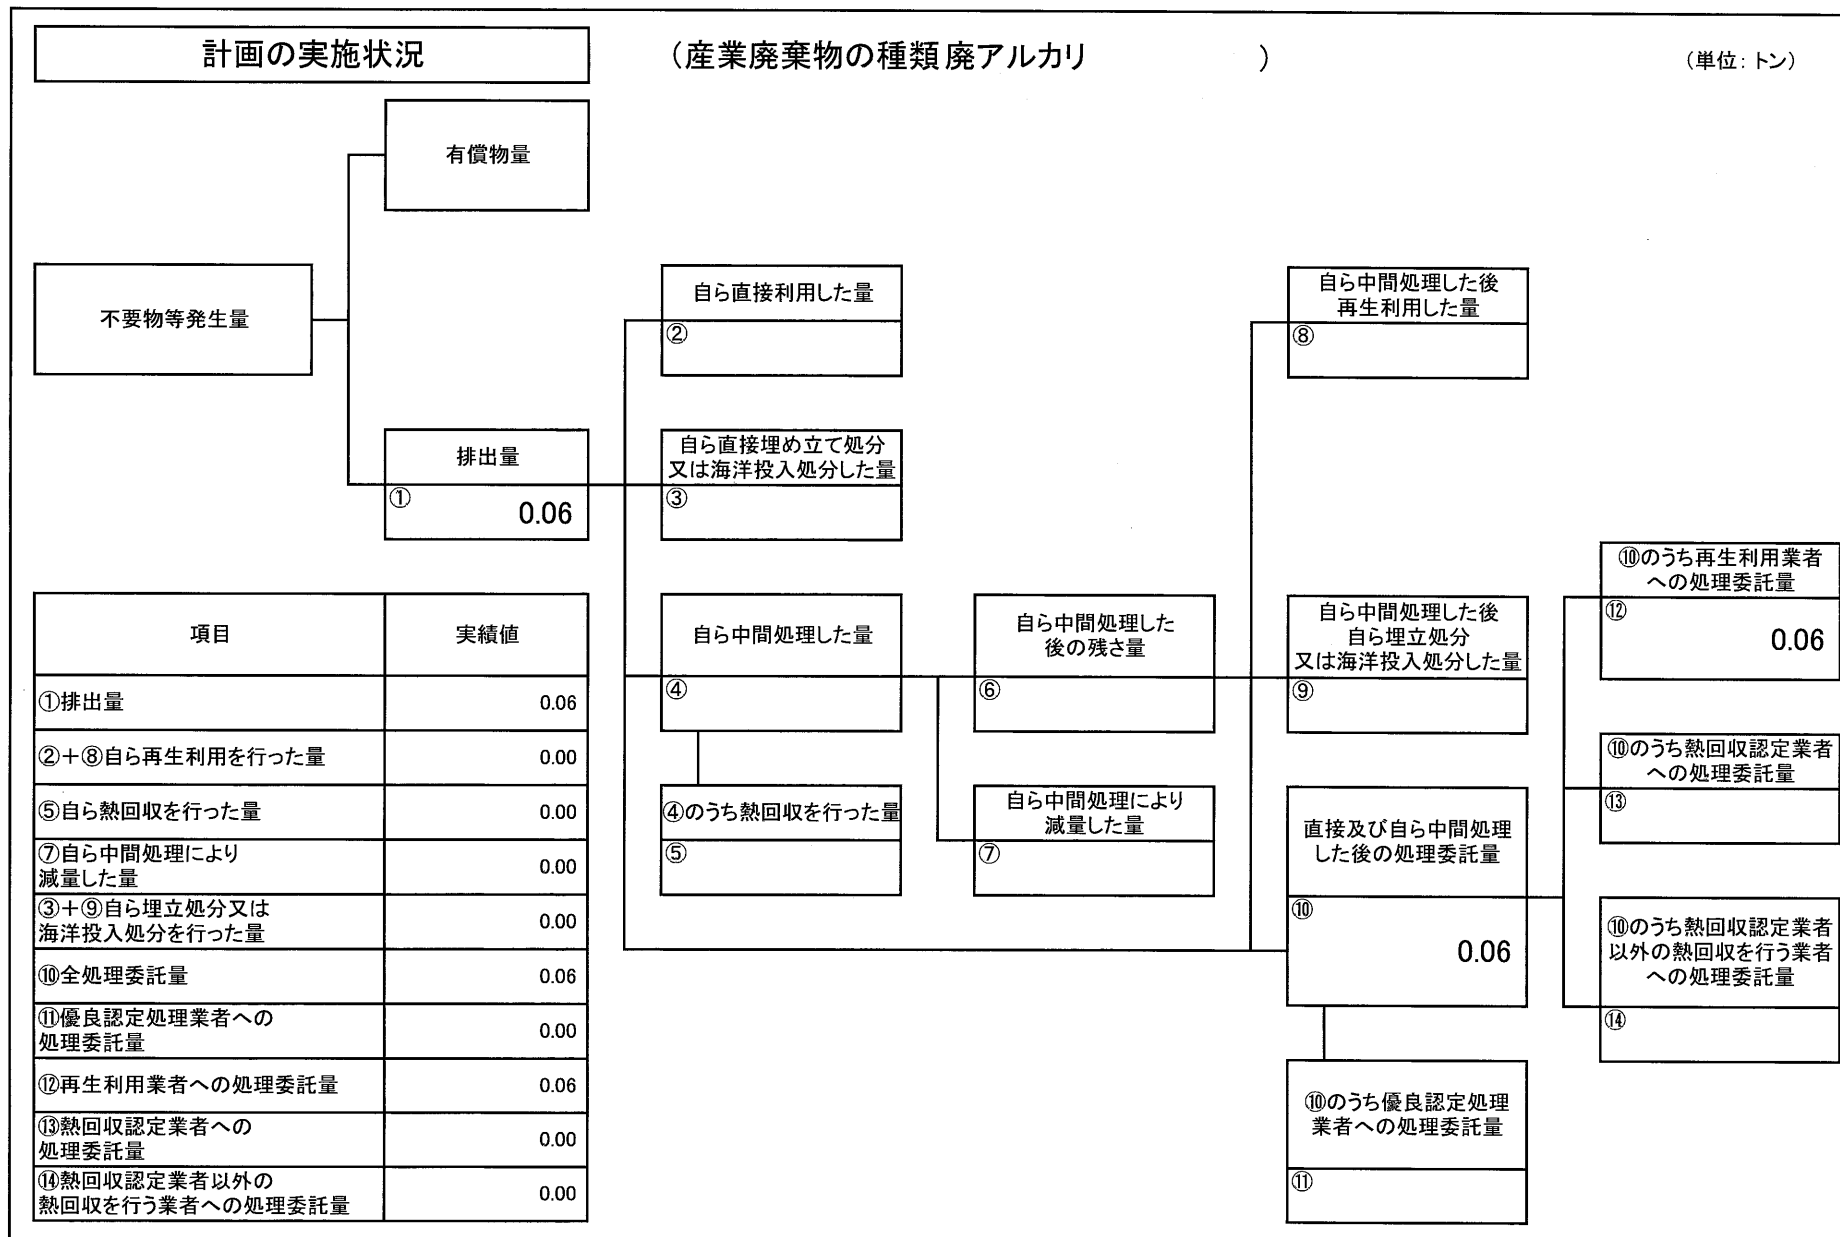 計画の実施状況
（産業廃棄物の種類 廃アルカリ　　　　　）
（単位：トン）
有償物量
不要物等発生量
自ら直接利用した量
②
自ら中間処理した後
再生利用した量
⑧
排出量
①
0.06
自ら直接埋め立て処分
又は海洋投入処分した量
③
⑩のうち再生利用業者
への処理委託量
⑫
0.06
自ら中間処理した量
④
自ら中間処理した
後の残さ量
⑥
自ら中間処理した後
自ら埋立処分
又は海洋投入処分した量
⑨
⑩のうち熱回収認定業者
への処理委託量
⑬
④のうち熱回収を行った量
⑤
自ら中間処理により
減量した量
⑦
直接及び自ら中間処理
した後の処理委託量
⑩
0.06
⑩のうち熱回収認定業者
以外の熱回収を行う業者
への処理委託量
⑭
⑩のうち優良認定処理
業者への処理委託量
⑪
項目 実績値
①排出量 0.06
②＋⑧自ら再生利用を行った量 0.00
⑤自ら熱回収を行った量 0.00
⑦自ら中間処理により
減量した量 0.00
③＋⑨自ら埋立処分又は
海洋投入処分を行った量 0.00
⑩全処理委託量 0.06
⑪優良認定処理業者への
処理委託量 0.00
⑫再生利用業者への処理委託量 0.06
⑬熱回収認定業者への
処理委託量 0.00
⑭熱回収認定業者以外の
熱回収を行う業者への処理委託量 0.00